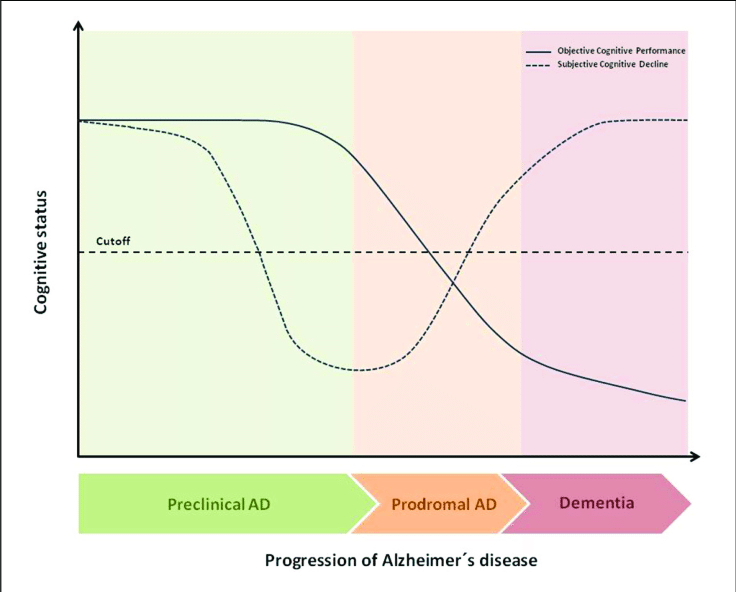 Objective Cognitive Performance
Subjective Cognitive Decline
Cutoff
Cognitive status
Preclinical AD
Prodromal AD
Dementia
Progression of Alzheimer´s disease